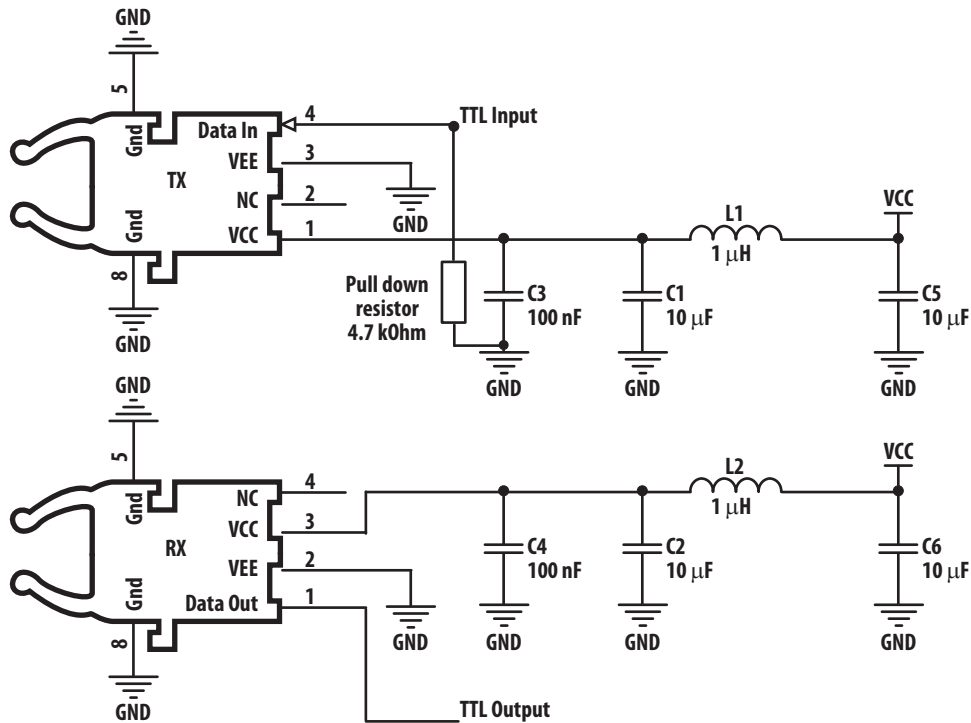 GND
5
Gnd
Data In
4
TTL Input
VEE
3
TX
NC
2
GND
VCC
L1
VCC
1
1 μH
Gnd
8
Pull down
resistor
4.7 kOhm
C3
100 nF
C1
10 μF
C5
10 μF
GND
GND
GND
GND
GND
5
Gnd
NC
4
L2
VCC
VCC
3
1 μH
RX
VEE
2
C4
100 nF
C2
10 μF
C6
10 μF
Gnd
Data Out
1
GND
GND
GND
GND
8
GND
TTL Output